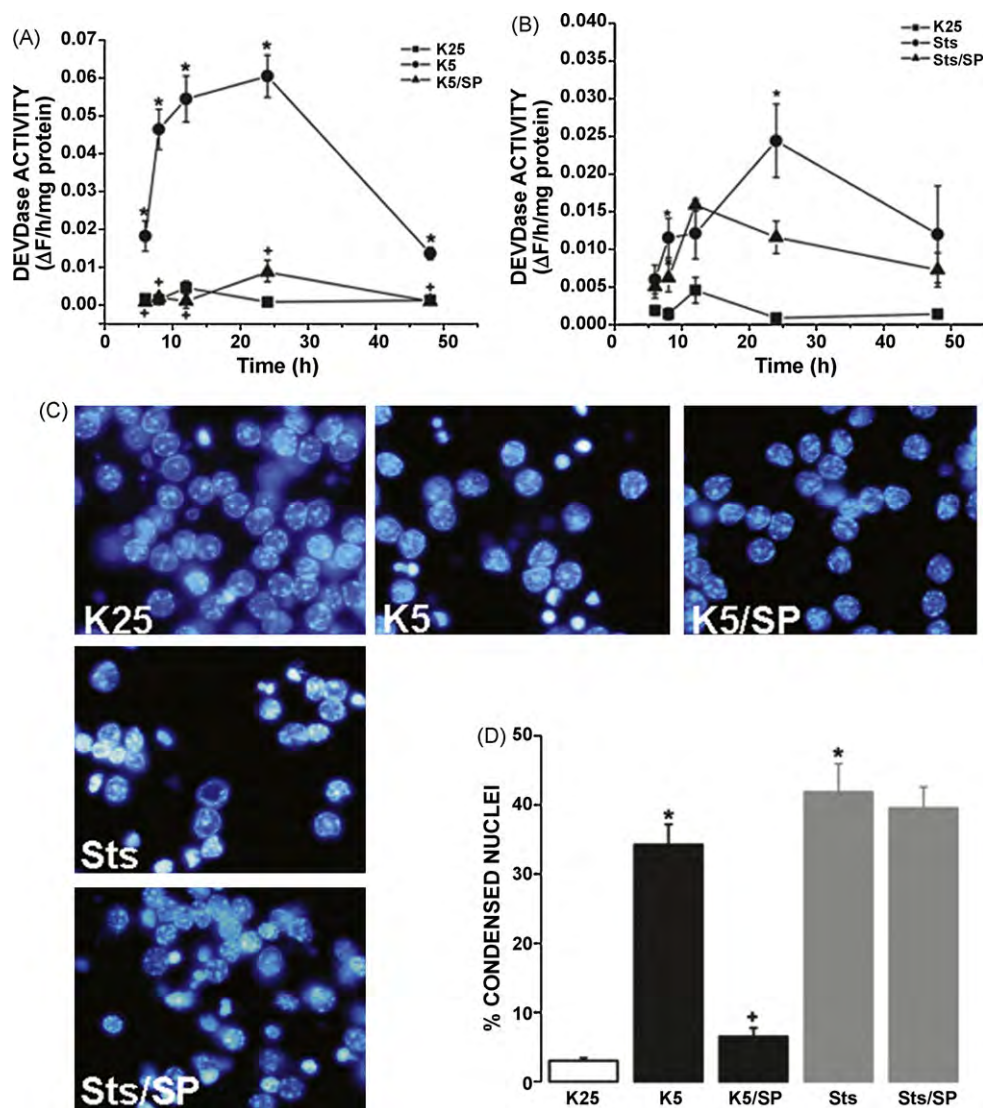 (A)
0.07
0.06
0.05
0.04
0.03
0.02
0.01
0.00
DEVDase ACTIVITY
(ΔF/h/mg protein)
K25
K5
K5/SP
* * * * *
+ + + + +
0 10 20 30 40 50
Time (h)
(B)
0.040
0.035
0.030
0.025
0.020
0.015
0.010
0.005
0.000
DEVDase ACTIVITY
(ΔF/h/mg protein)
K25
Sts
Sts/SP
* *
0 10 20 30 40 50
Time (h)
(C)
K25
K5
K5/SP
Sts
Sts/SP
(D)
50
40
30
20
10
0
% CONDENSED NUCLEI
* + *
K25 K5 K5/SP Sts Sts/SP